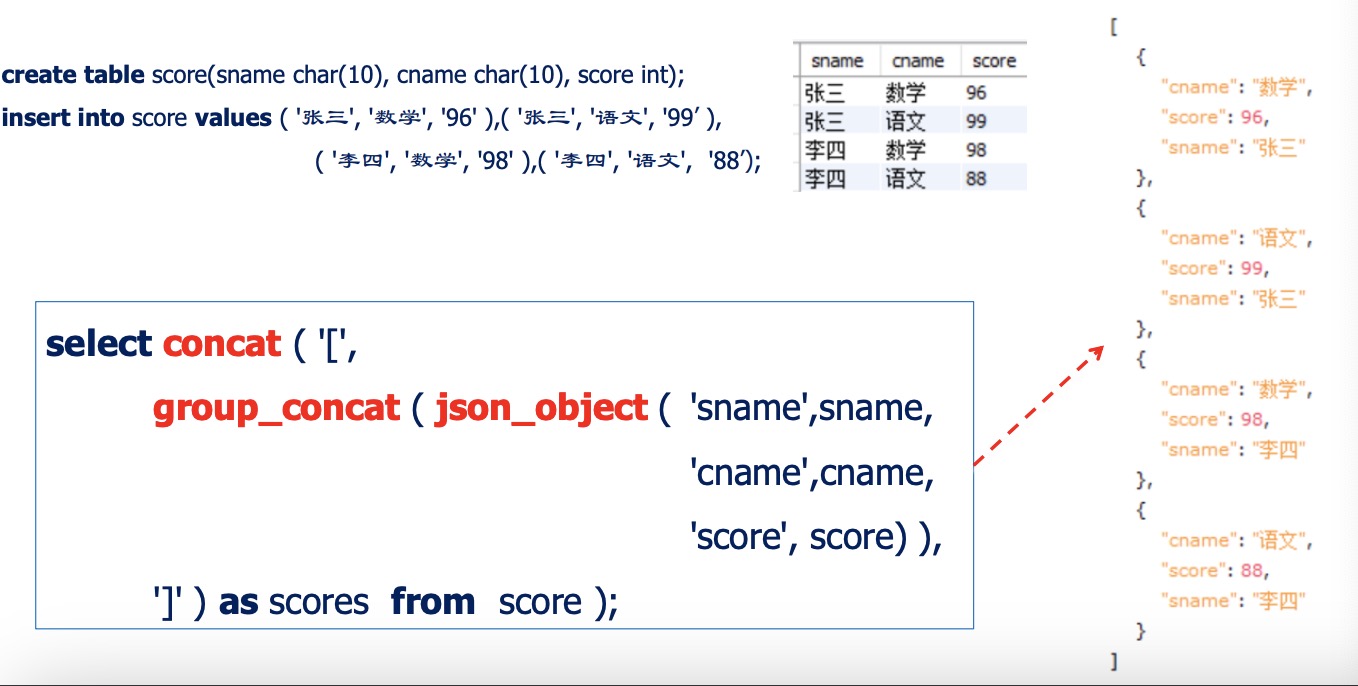 create table score(sname char(10), cname char(10), score int);
insert into score values ( '张三', '数学', '96' ),( '张三', '语文', '99′ ),
( '李四', '数学', '98' ),( '李四', '语文', '88′);
sname cname score
张三 数学 96
张三 语文 99
李四 数学 98
李四 语文 88
select concat ( '[',
group_concat ( json_object ( 'sname',sname,
'cname',cname,
'score', score) ),
']' ) as scores from score );
[
{
"cname": "数学",
"score": 96,
"sname": "张三"
},
{
"cname": "语文",
"score": 99,
"sname": "张三"
},
{
"cname": "数学",
"score": 98,
"sname": "李四"
},
{
"cname": "语文",
"score": 88,
"sname": "李四"
}
]